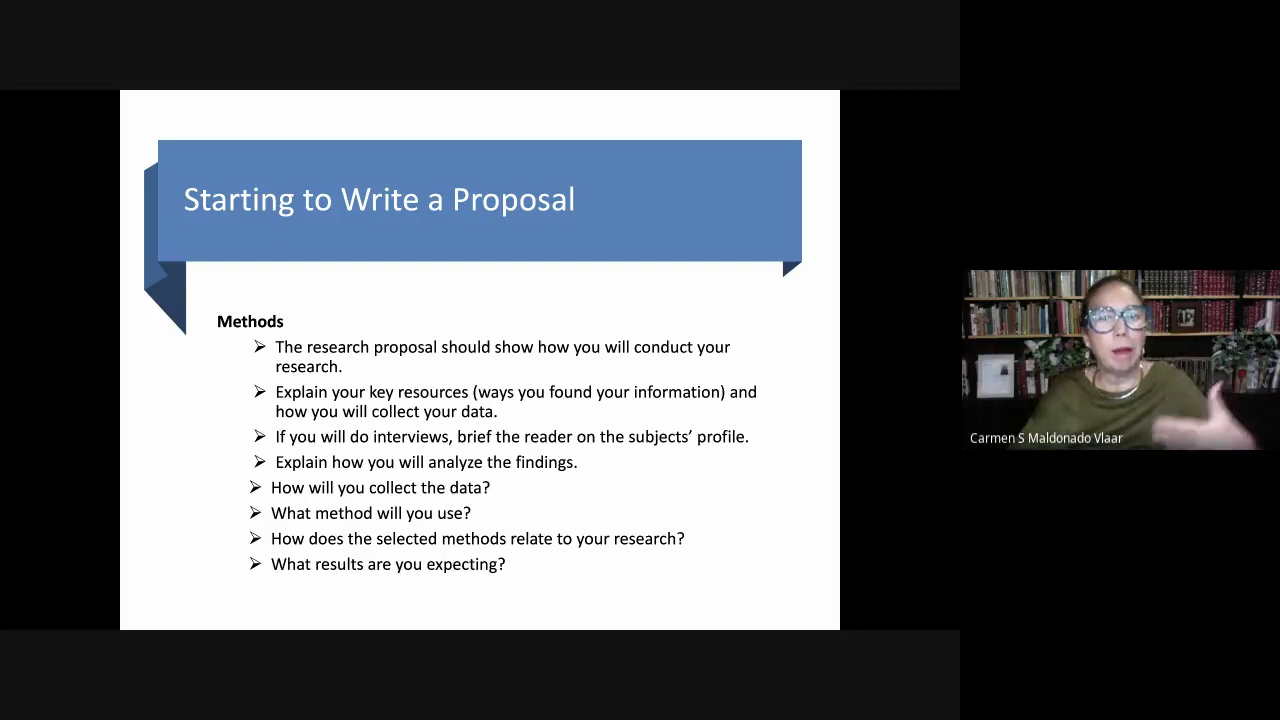 Starting to Write a Proposal
Methods
➢ The research proposal should show how you will conduct your
research.
➢ Explain your key resources (ways you found your information) and
how you will collect your data.
➢ If you will do interviews, brief the reader on the subjects’ profile.
➢ Explain how you will analyze the findings.
➢ How will you collect the data?
➢ What method will you use?
➢ How does the selected methods relate to your research?
➢ What results are you expecting?
Carmen S Maldonado Vlaar